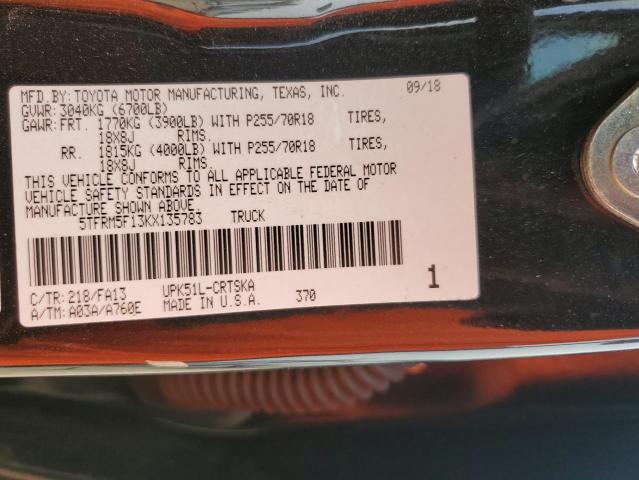 MFD.BY: TOYOTA MOTOR MANUFACTURING, TEXAS, INC. 09/18
GVWR: 3040KG (6700LB)
GAWR: FRT. 1770KG (3900LB) WITH P255/70R18 TIRES,
18X8J RIMS.
RR. 1815KG (4000LB) WITH P255/70R18 TIRES,
18X8J RIMS.
THIS VEHICLE CONFORMS TO ALL APPLICABLE FEDERAL MOTOR
VEHICLE SAFETY STANDARDS IN EFFECT ON THE DATE OF
MANUFACTURE SHOWN ABOVE.
5TFRM5F13KX135783 TRUCK
C/TR: 218/FA13 UPK51L-CRTSKA 1
A/TM: A03A/A760E MADE IN U.S.A. 370